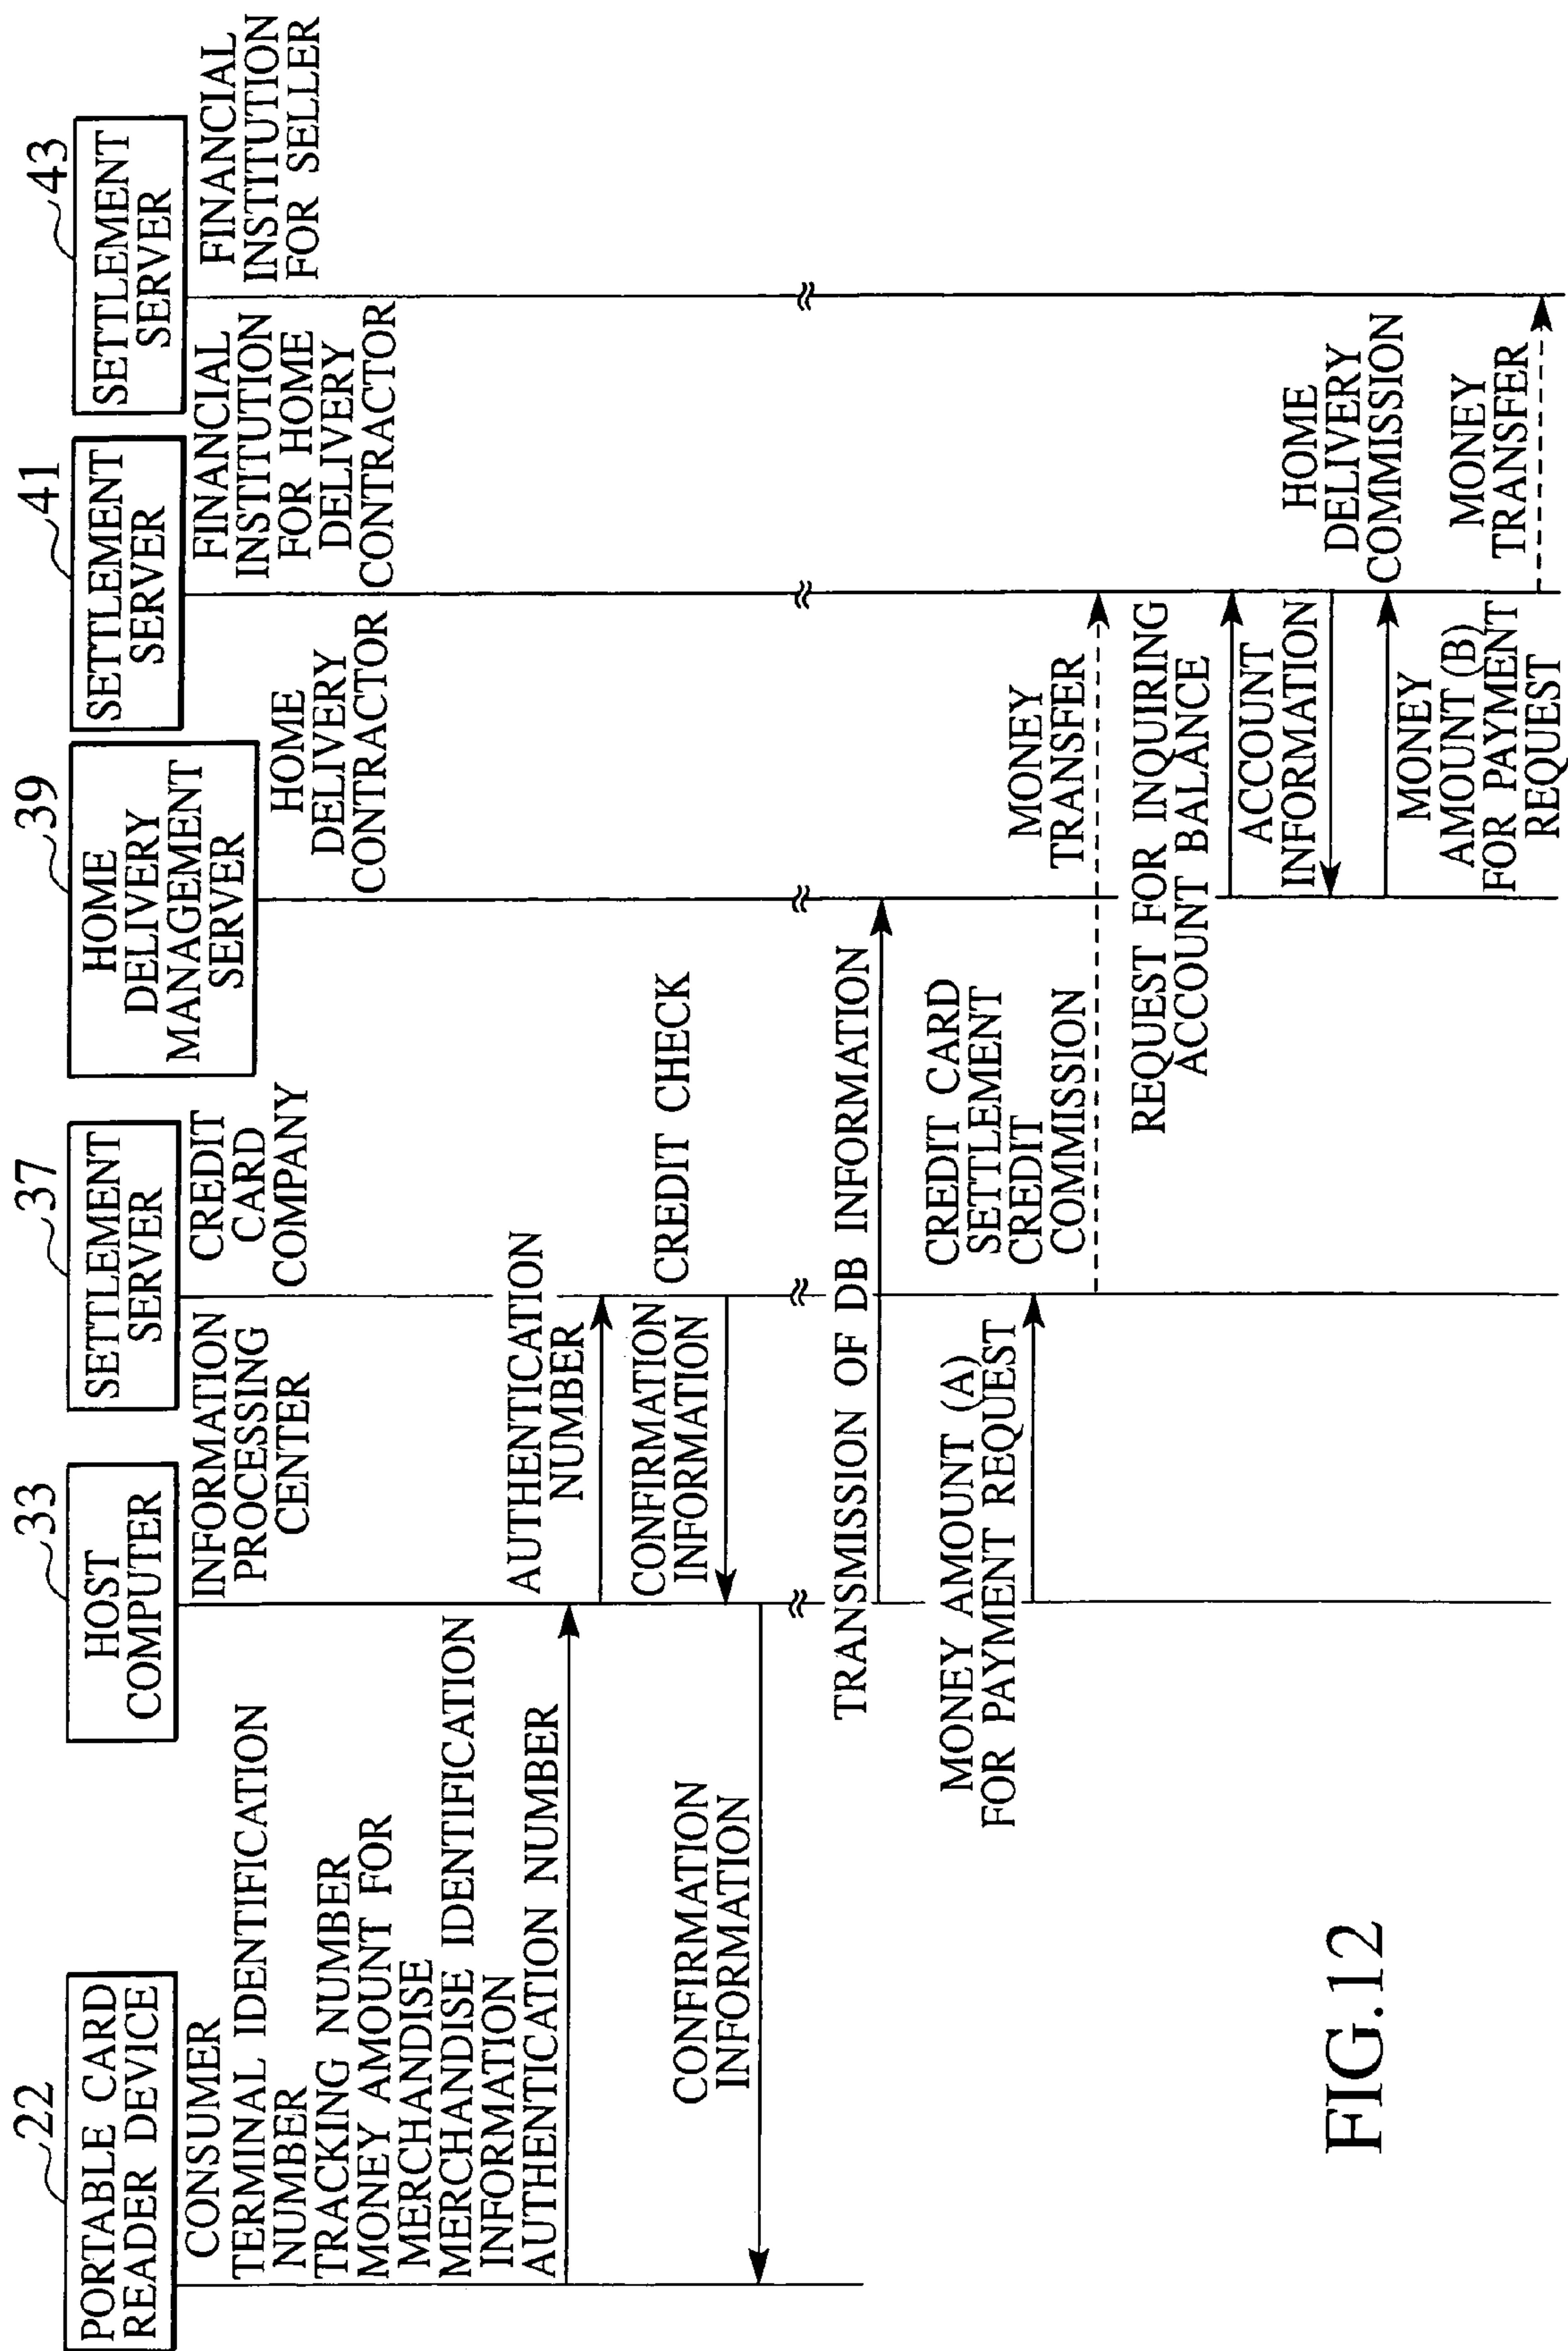 22
PORTABLE CARD
READER DEVICE
CONSUMER
TERMINAL IDENTIFICATION
NUMBER
TRACKING NUMBER
MONEY AMOUNT FOR
MERCHANDISE
MERCHANDISE IDENTIFICATION
INFORMATION
AUTHENTICATION NUMBER
CONFIRMATION
INFORMATION
33
HOST
COMPUTER
INFORMATION
PROCESSING
CENTER
AUTHENTICATION
NUMBER
CONFIRMATION
INFORMATION
TRANSMISSION OF DB INFORMATION
MONEY AMOUNT (A)
FOR PAYMENT REQUEST
37
SETTLEMENT
SERVER
CREDIT
CARD
COMPANY
CREDIT CHECK
CREDIT CARD
SETTLEMENT
CREDIT
COMMISSION
MONEY
TRANSFER
39
HOME
DELIVERY
MANAGEMENT
SERVER
HOME
DELIVERY
CONTRACTOR
REQUEST FOR INQUIRING
ACCOUNT BALANCE
ACCOUNT
INFORMATION
MONEY
AMOUNT (B)
FOR PAYMENT
REQUEST
41
SETTLEMENT
SERVER
FINANCIAL
INSTITUTION
FOR HOME
DELIVERY
CONTRACTOR
HOME
DELIVERY
COMMISSION
MONEY
TRANSFER
43
SETTLEMENT
SERVER
FINANCIAL
INSTITUTION
FOR SELLER
FIG.12